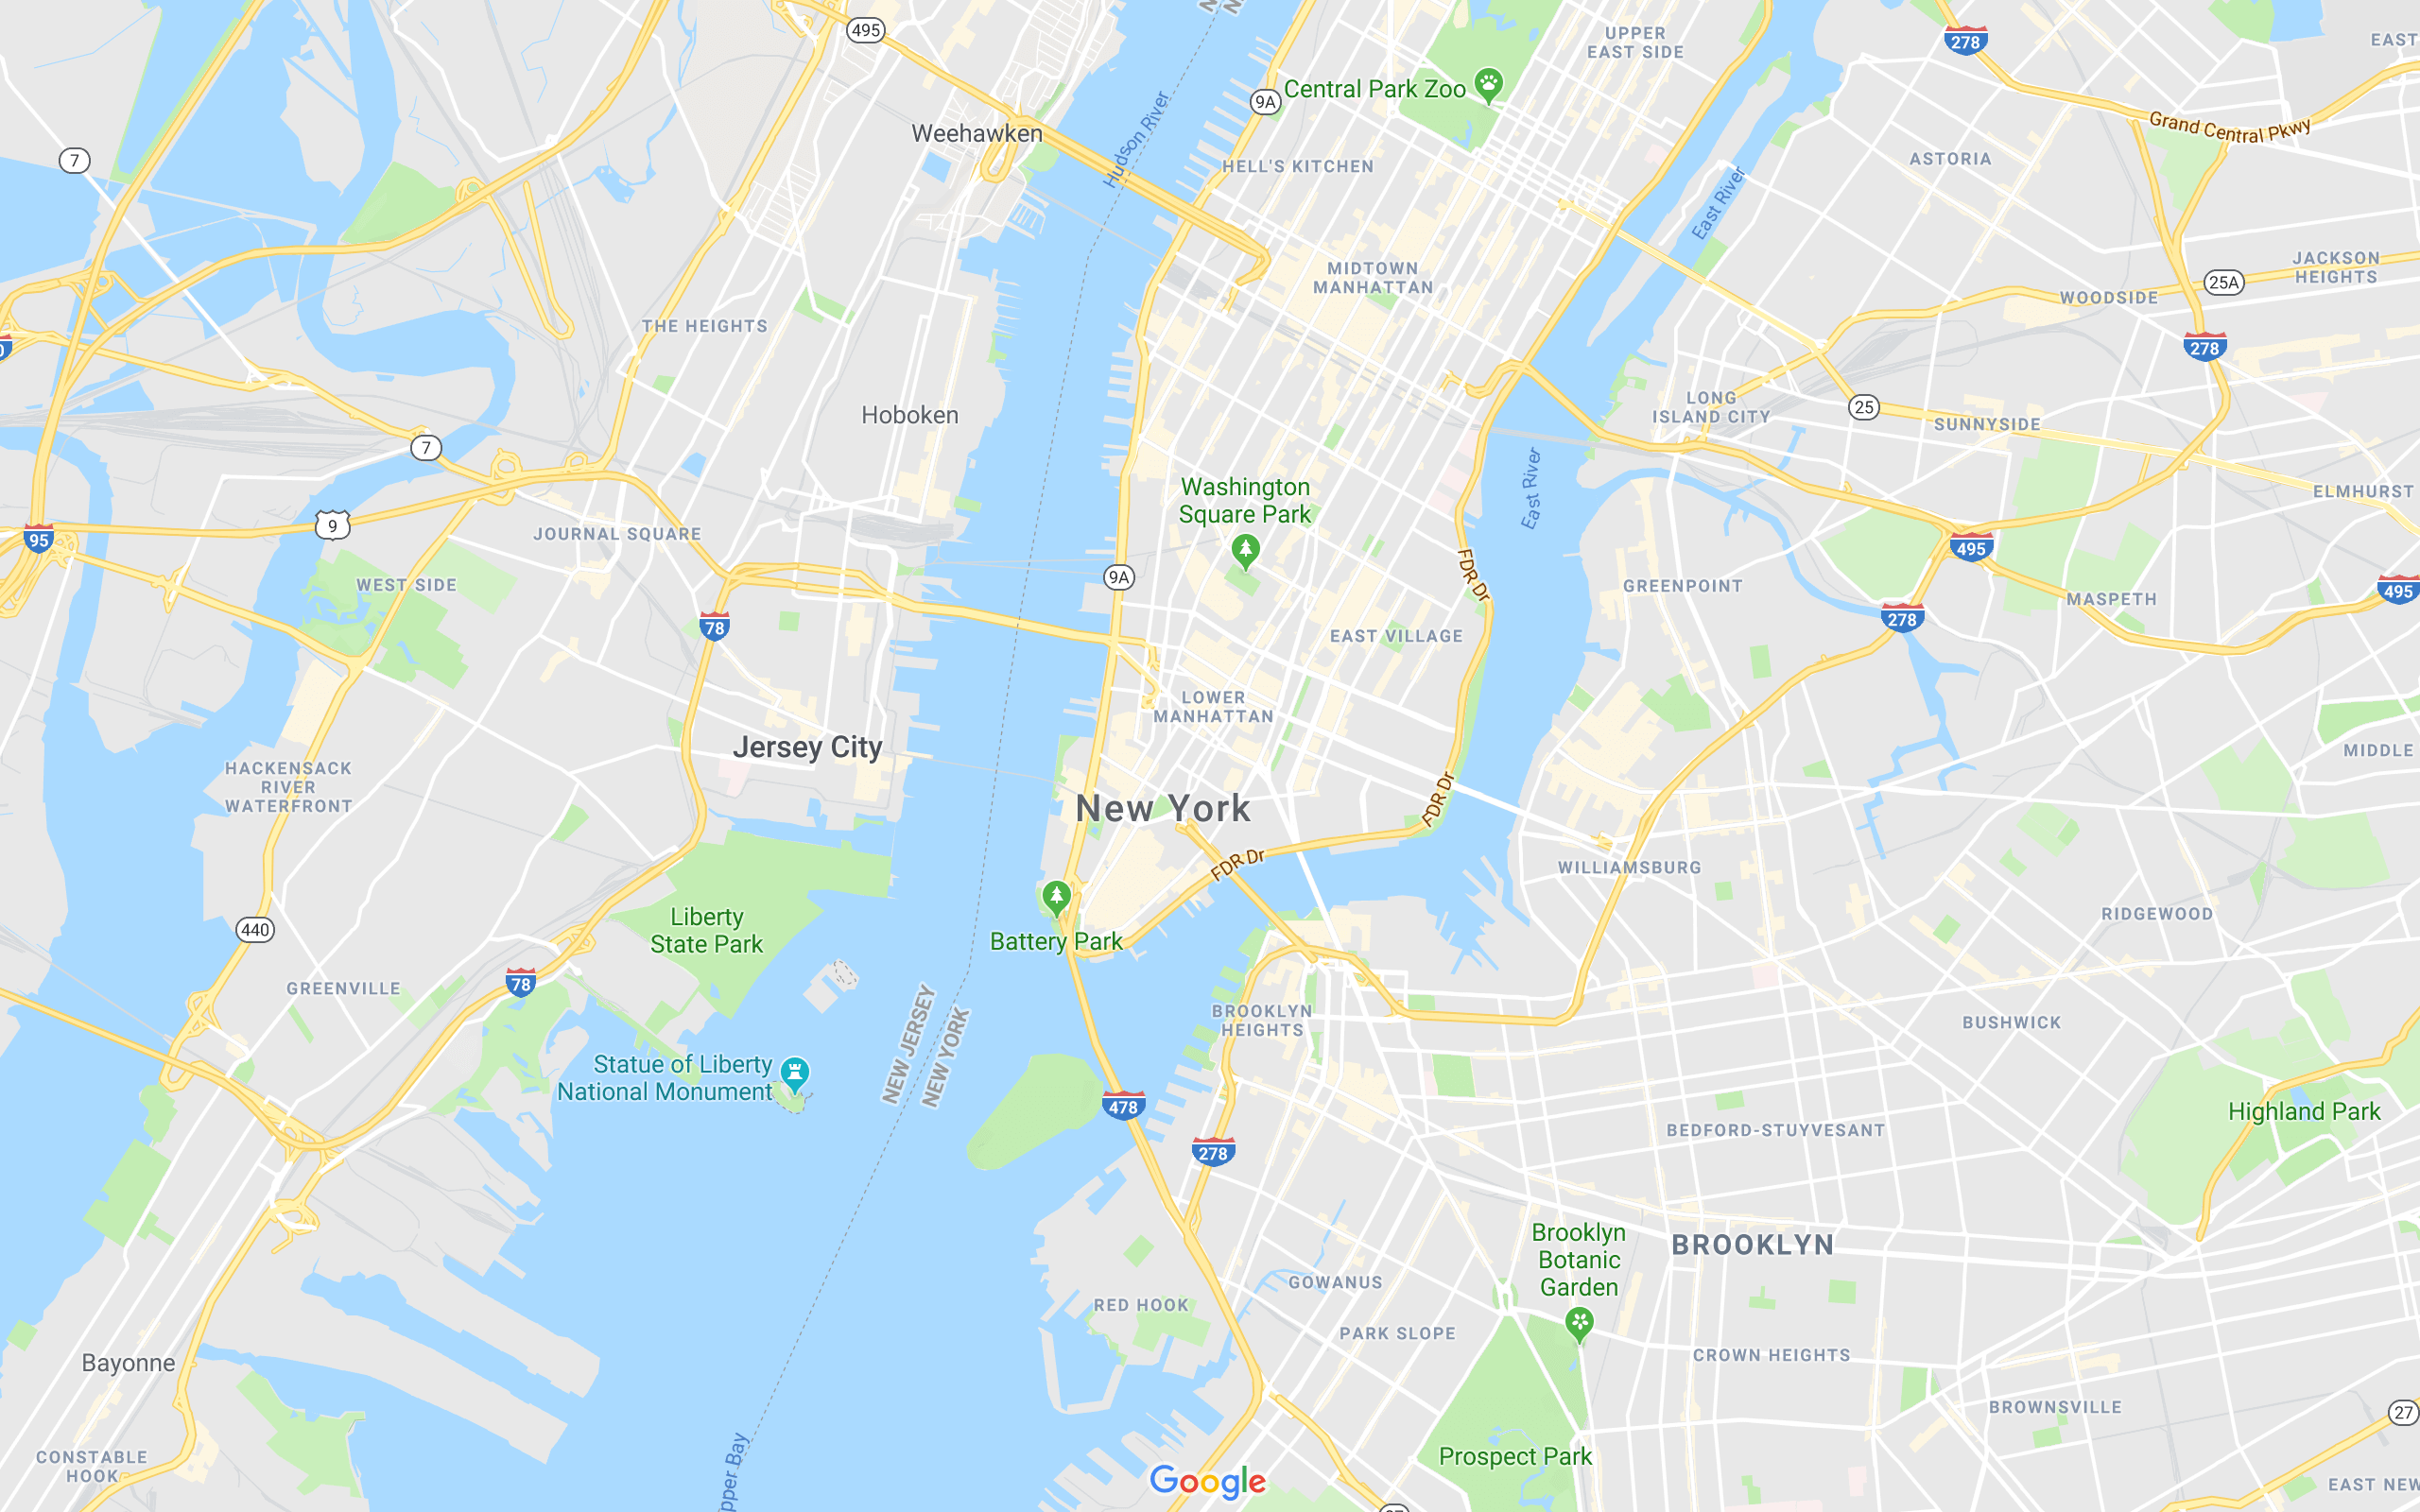 495
UPPER
EAST SIDE
278
EAST
Central Park Zoo
9A
Hudson River
Weehawken
Grand Central Pkwy
7
HELL'S KITCHEN
ASTORIA
East River
MIDTOWN
MANHATTAN
JACKSON
HEIGHTS
25A
WOODSIDE
THE HEIGHTS
278
LONG
ISLAND CITY
25
Hoboken
SUNNYSIDE
7
Washington
Square Park
East River
ELMHURST
9
95
JOURNAL SQUARE
495
WEST SIDE
9A
FDR Dr
GREENPOINT
495
MASPETH
78
278
EAST VILLAGE
LOWER
MANHATTAN
Jersey City
MIDDLE
HACKENSACK
RIVER
WATERFRONT
New York
FDR Dr
FDR Dr
WILLIAMSBURG
Liberty
State Park
Battery Park
RIDGEWOOD
440
78
GREENVILLE
NEW JERSEY
NEW YORK
BROOKLYN
HEIGHTS
BUSHWICK
Statue of Liberty
National Monument
478
Highland Park
278
BEDFORD-STUYVESANT
Brooklyn
Botanic
Garden
BROOKLYN
GOWANUS
RED HOOK
PARK SLOPE
Bayonne
CROWN HEIGHTS
BROWNSVILLE
27
CONSTABLE
HOOK
pper Bay
Prospect Park
Google
EAST NEW